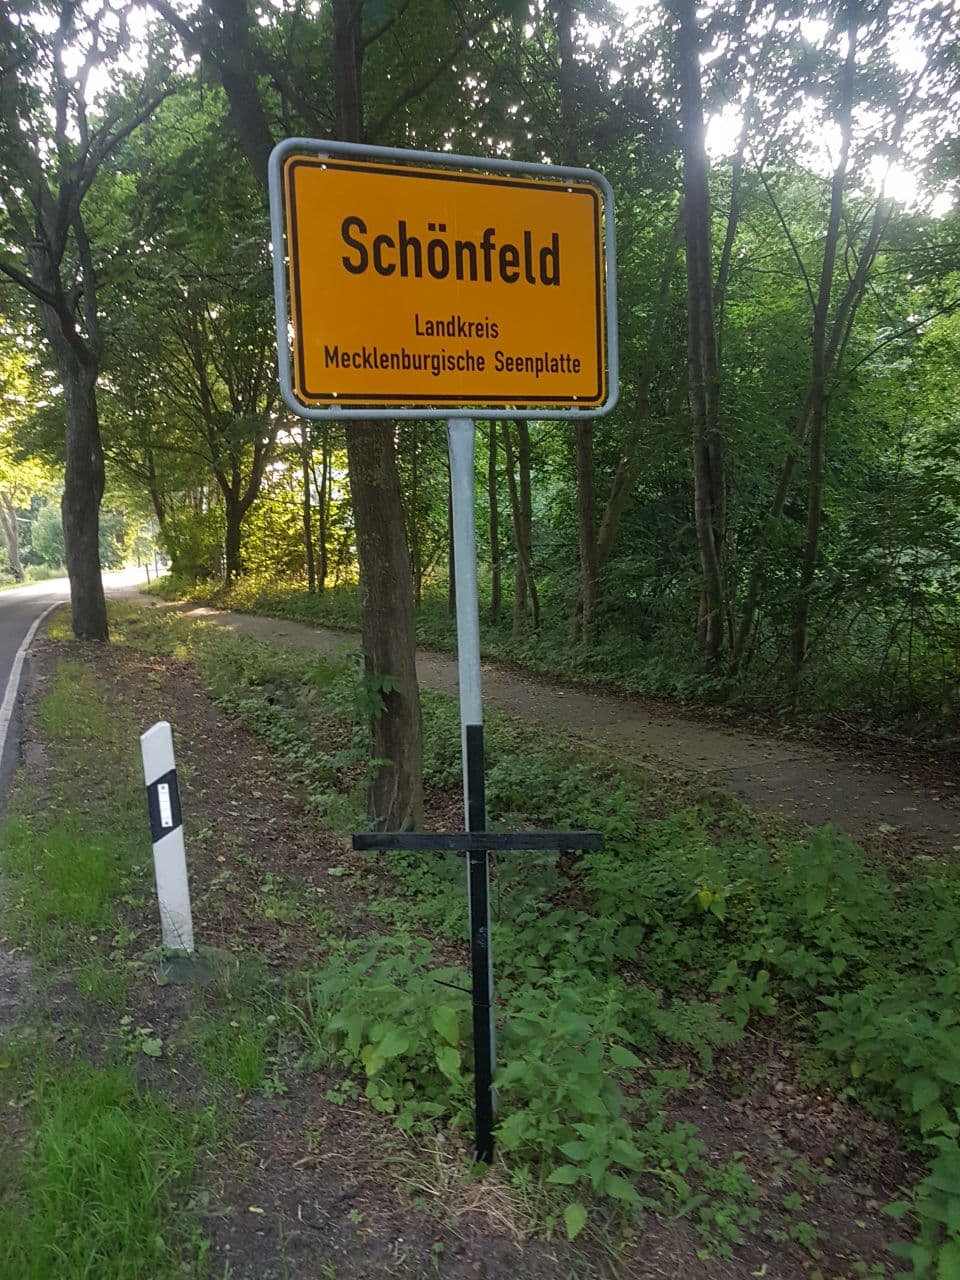 Schönfeld
Landkreis
Mecklenburgische Seenplatte